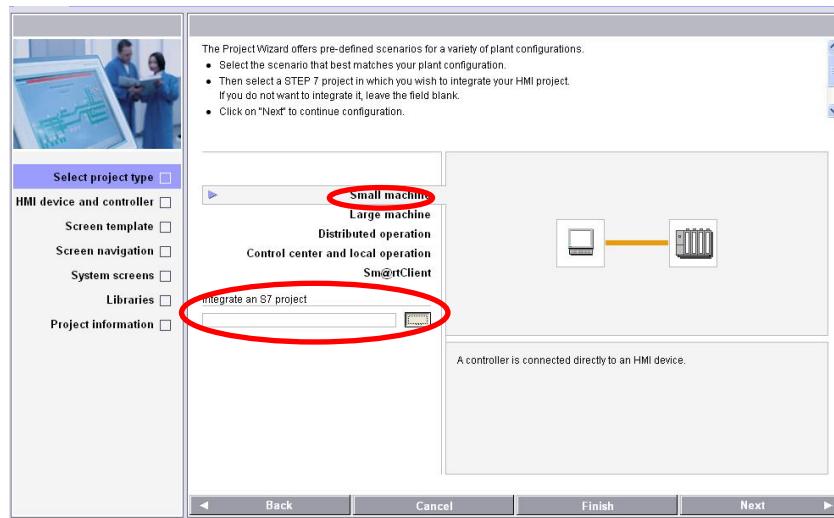 The Project Wizard offers pre-defined scenarios for a variety of plant configurations.
Select the scenario that best matches your plant configuration.
Then select a STEP 7 project in which you wish to integrate your HMI project.
If you do not want to integrate it, leave the field blank.
Click on "Next" to continue configuration.
Select project type
HMI device and controller
Screen template
Screen navigation
System screens
Libraries
Project information
Small machine
Large machine
Distributed operation
Control center and local operation
Sm@rtClient
Integrate an S7 project
A controller is connected directly to an HMI device.
Back
Cancel
Finish
Next